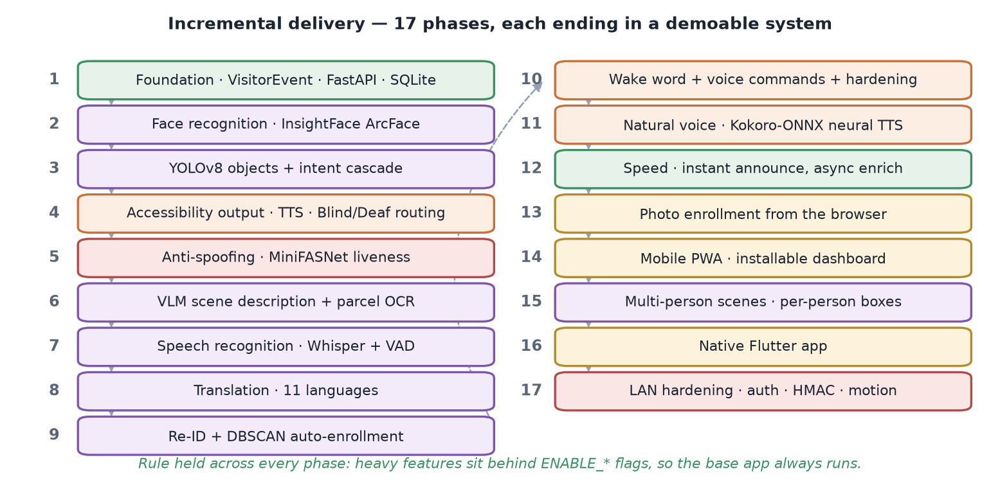 Incremental delivery — 17 phases, each ending in a demoable system
1 Foundation · VisitorEvent · FastAPI · SQLite
2 Face recognition · InsightFace ArcFace
3 YOLOv8 objects + intent cascade
4 Accessibility output · TTS · Blind/Deaf routing
5 Anti-spoofing · MiniFASNet liveness
6 VLM scene description + parcel OCR
7 Speech recognition · Whisper + VAD
8 Translation · 11 languages
9 Re-ID + DBSCAN auto-enrollment
10 Wake word + voice commands + hardening
11 Natural voice · Kokoro-ONNX neural TTS
12 Speed · instant announce, async enrich
13 Photo enrollment from the browser
14 Mobile PWA · installable dashboard
15 Multi-person scenes · per-person boxes
16 Native Flutter app
17 LAN hardening · auth · HMAC · motion
Rule held across every phase: heavy features sit behind ENABLE_* flags, so the base app always runs.